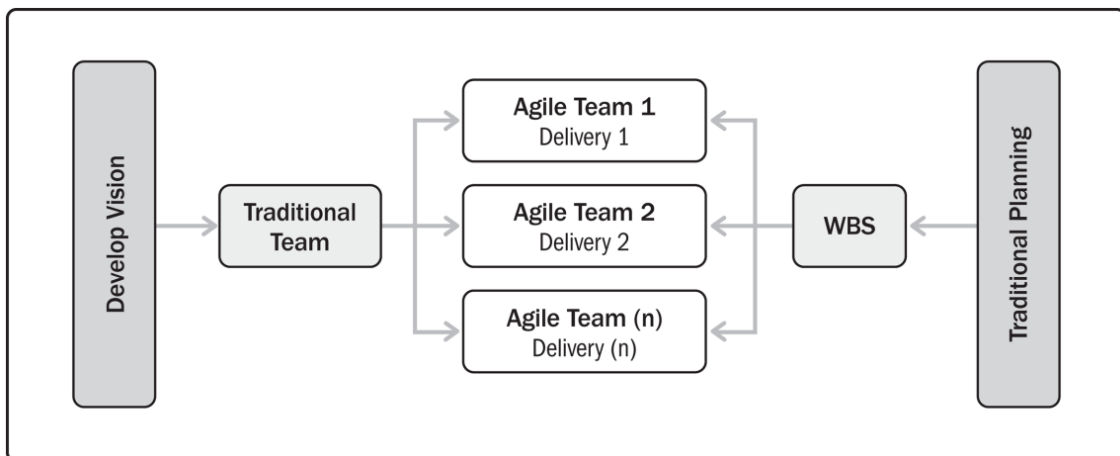 Develop Vision
Traditional
Team
Agile Team 1
Delivery 1
Agile Team 2
Delivery 2
Agile Team (n)
Delivery (n)
WBS
Traditional Planning